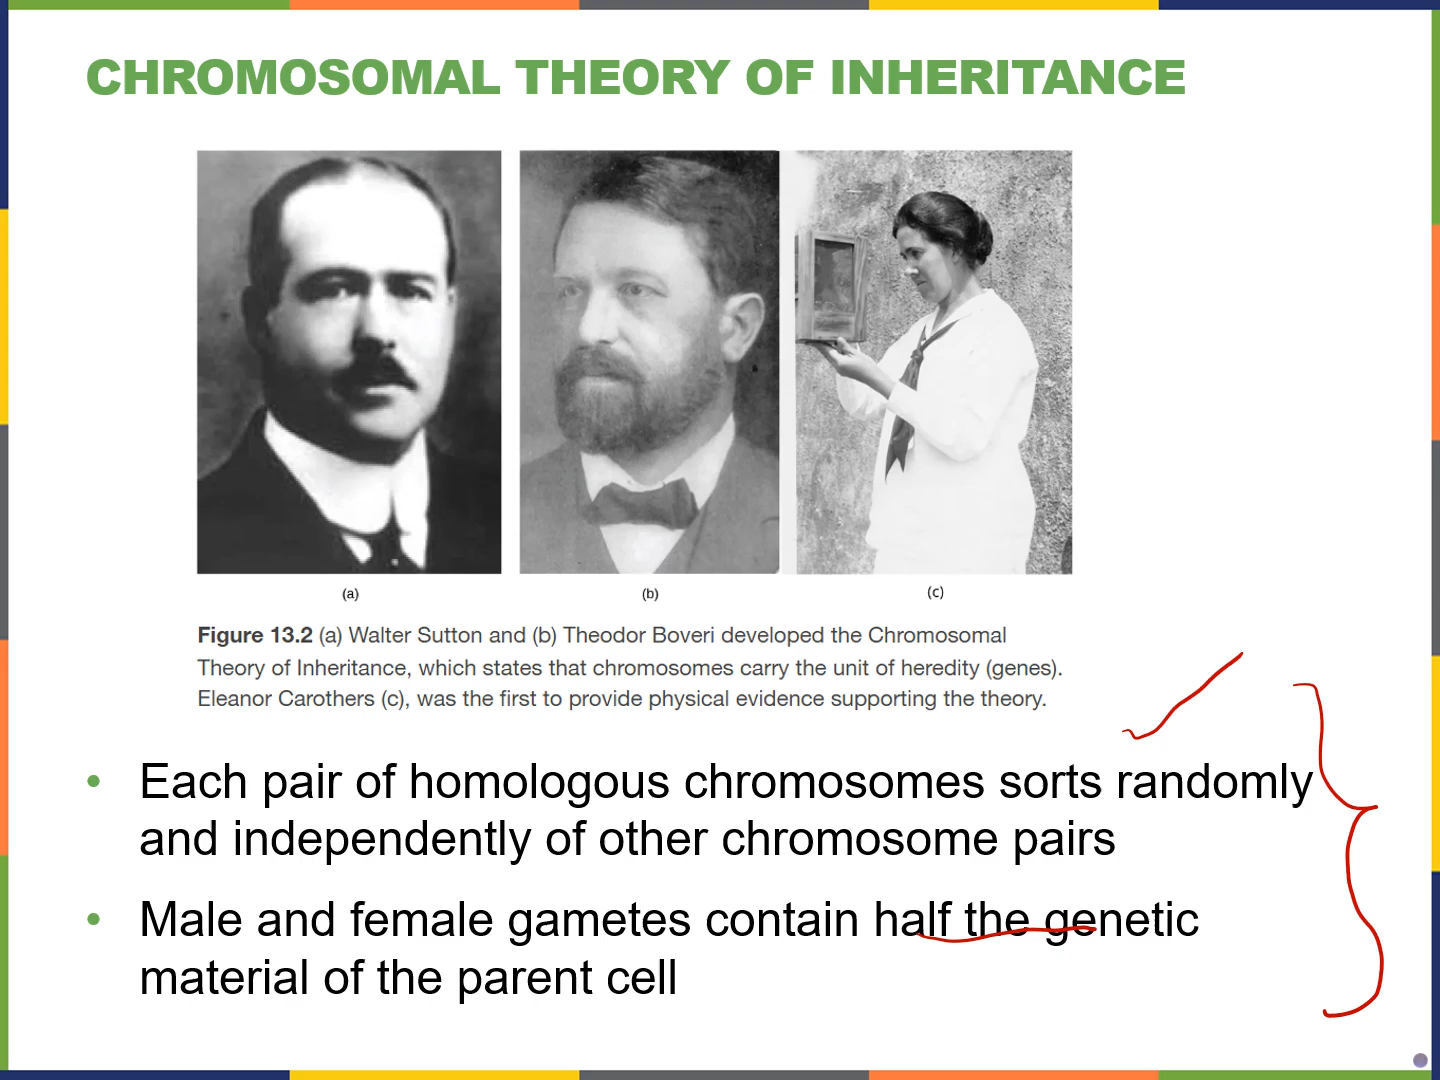 CHROMOSOMAL THEORY OF INHERITANCE
(a)
(b)
(c)
Figure 13.2 (a) Walter Sutton and (b) Theodor Boveri developed the Chromosomal
Theory of Inheritance, which states that chromosomes carry the unit of heredity (genes).
Eleanor Carothers (c), was the first to provide physical evidence supporting the theory.
• Each pair of homologous chromosomes sorts randomly
and independently of other chromosome pairs
• Male and female gametes contain half the genetic
material of the parent cell